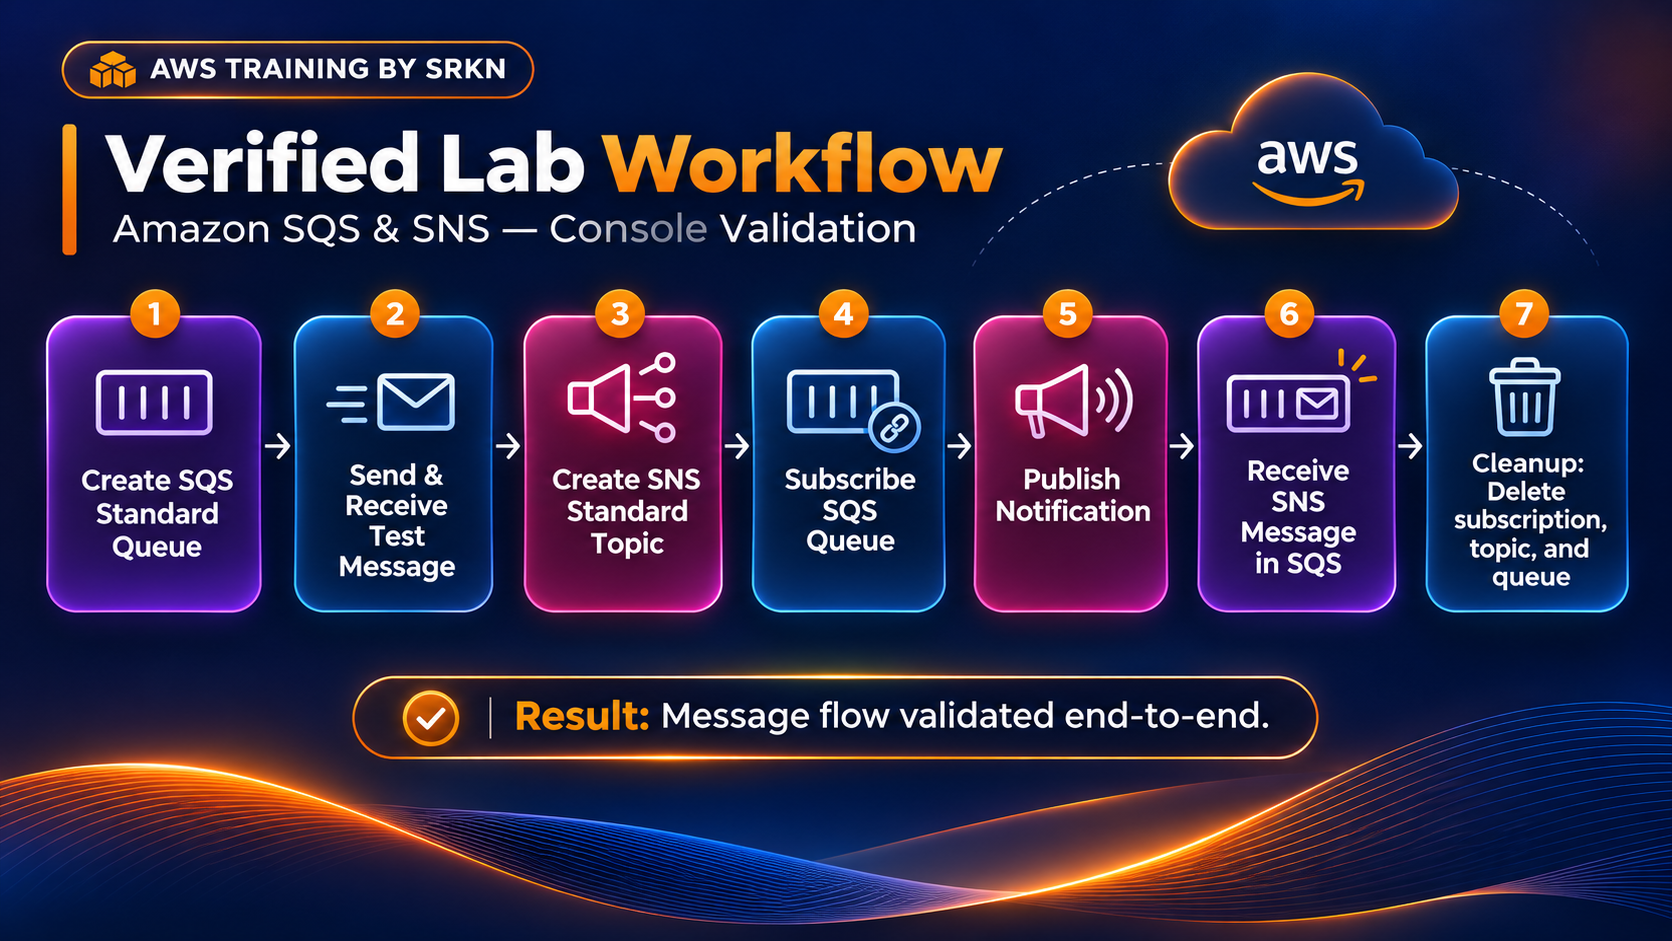 AWS TRAINING BY SRKN
aws
Verified Lab Workflow
Amazon SQS & SNS — Console Validation
1
Create SQS
Standard
Queue
2
Send &
Receive
Test
Message
3
Create SNS
Standard
Topic
4
Subscribe
SQS
Queue
5
Publish
Notification
6
Receive
SNS
Message
in SQS
7
Cleanup:
Delete
subscription,
topic, and
queue
Result: Message flow validated end-to-end.